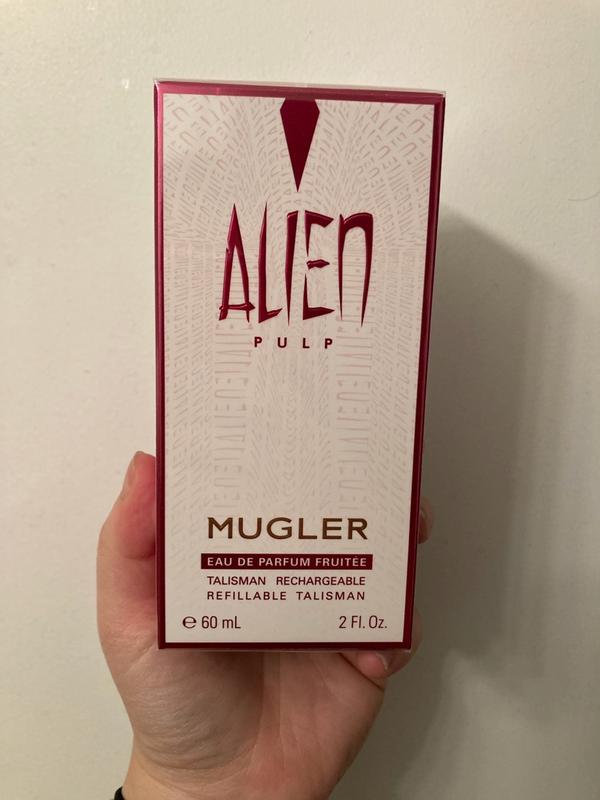 ALIEN
PULP
MUGLER
EAU DE PARFUM FRUITÉE
TALISMAN RECHARGEABLE
REFILLABLE TALISMAN
℮ 60 mL 2 Fl. Oz.